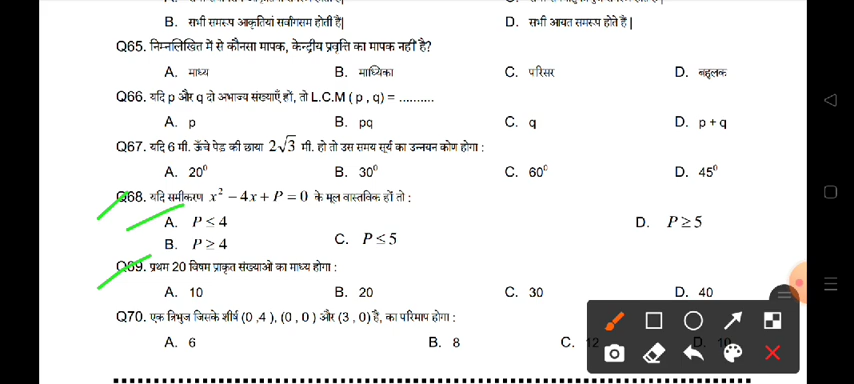 B. सभी समरूप आकृतियां सर्वांगसम होती है|
D. सभी आयत समरूप होते हैं |
Q65. निम्नलिखित में से कौनसा मापक, केन्द्रीय प्रवृत्ति का मापक नहीं है?
A. माध्य B. माध्यिका C. परिसर D. बहुलक
Q66. यदि p और q दो अभाज्य संख्याएँ हों, तो L.C.M ( p , q) = ..........
A. p B. pq C. q D. p + q
Q67. यदि 6 मी. ऊँचे पेड की छाया 2√3 मी. हो तो उस समय सूर्य का उन्नयन कोण होगा :
A. 20⁰ B. 30⁰ C. 60⁰ D. 45⁰
Q68. यदि समीकरण x² − 4x + P = 0 के मूल वास्तविक हों तो :
A. P ≤ 4
B. P ≥ 4
C. P ≤ 5
D. P ≥ 5
Q69. प्रथम 20 विषम प्राकृत संख्याओ का माध्य होगा :
A. 10 B. 20 C. 30 D. 40
Q70. एक त्रिभुज जिसके शीर्ष (0 ,4 ), (0 , 0 ) और (3 , 0) है, का परिमाप होगा :
A. 6 B. 8 C. 12 D. 10